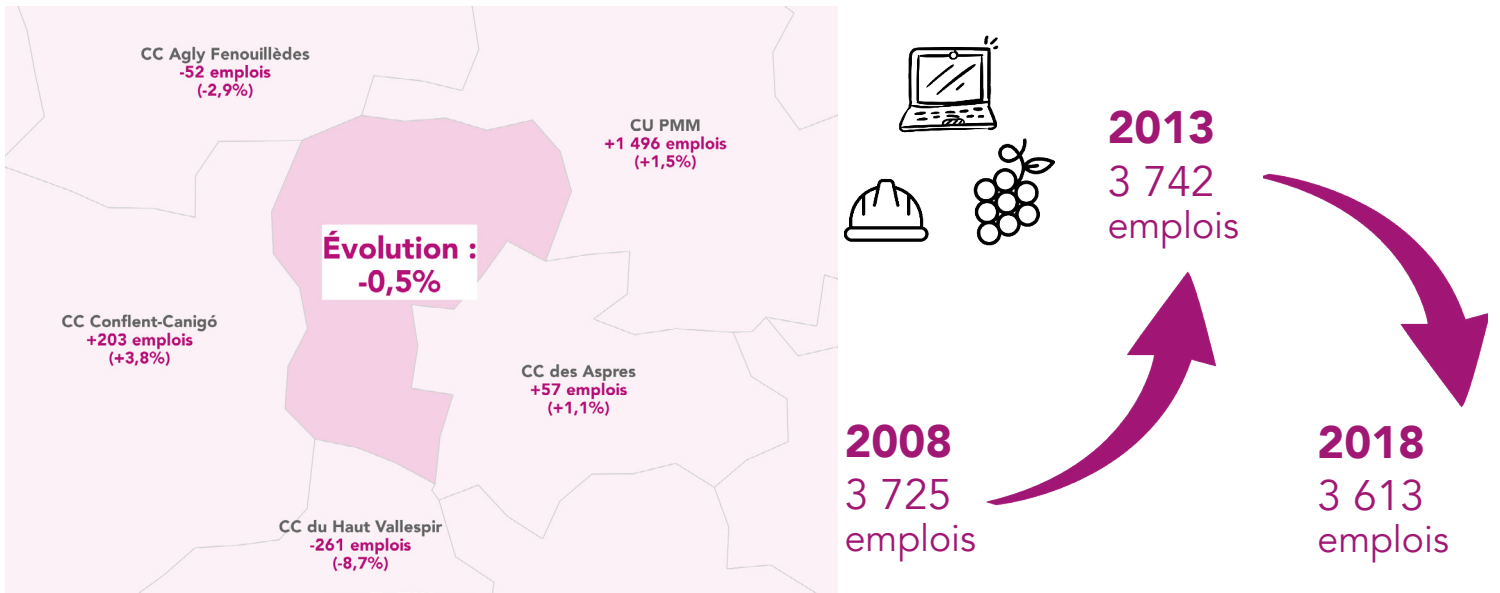 CC Agly Fenouillèdes
-52 emplois
(-2,9%)
CU PMM
+1 496 emplois
(+1,5%)
Évolution :
-0,5%
CC Conflent-Canigó
+203 emplois
(+3,8%)
CC des Aspres
+57 emplois
(+1,1%)
CC du Haut Vallespir
-261 emplois
(-8,7%)
2013
3 742
emplois
2008
3 725
emplois
2018
3 613
emplois